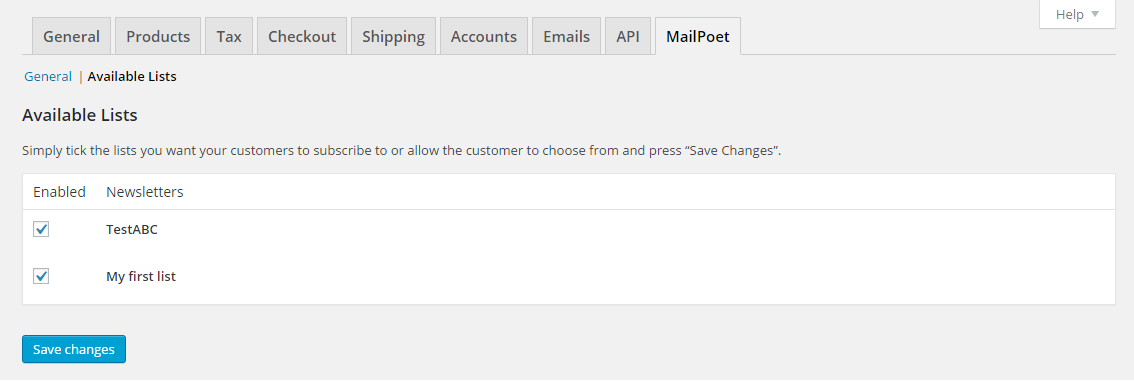 Help
General Products Tax Checkout Shipping Accounts Emails API MailPoet
General | Available Lists
Available Lists
Simply tick the lists you want your customers to subscribe to or allow the customer to choose from and press “Save Changes”.
Enabled Newsletters
TestABC
My first list
Save changes